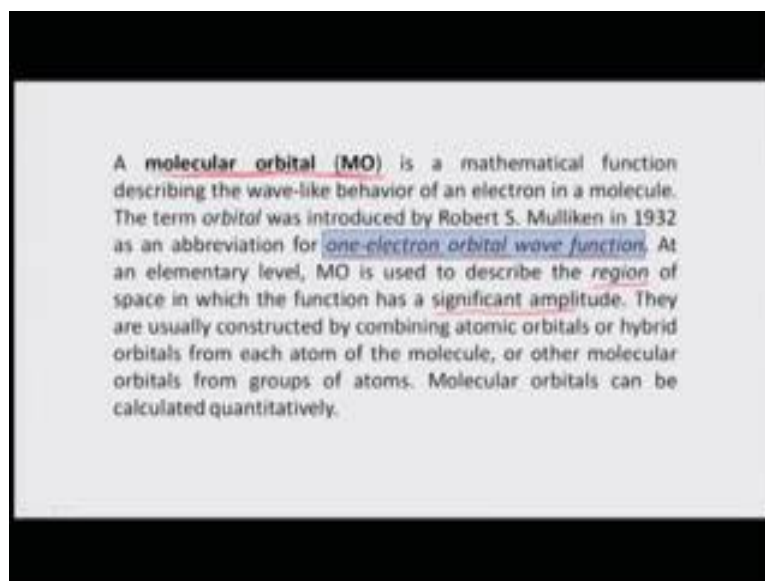 A molecular orbital (MO) is a mathematical function
describing the wave-like behavior of an electron in a molecule.
The term orbital was introduced by Robert S. Mulliken in 1932
as an abbreviation for one-electron orbital wave function. At
an elementary level, MO is used to describe the region of
space in which the function has a significant amplitude. They
are usually constructed by combining atomic orbitals or hybrid
orbitals from each atom of the molecule, or other molecular
orbitals from groups of atoms. Molecular orbitals can be
calculated quantitatively.